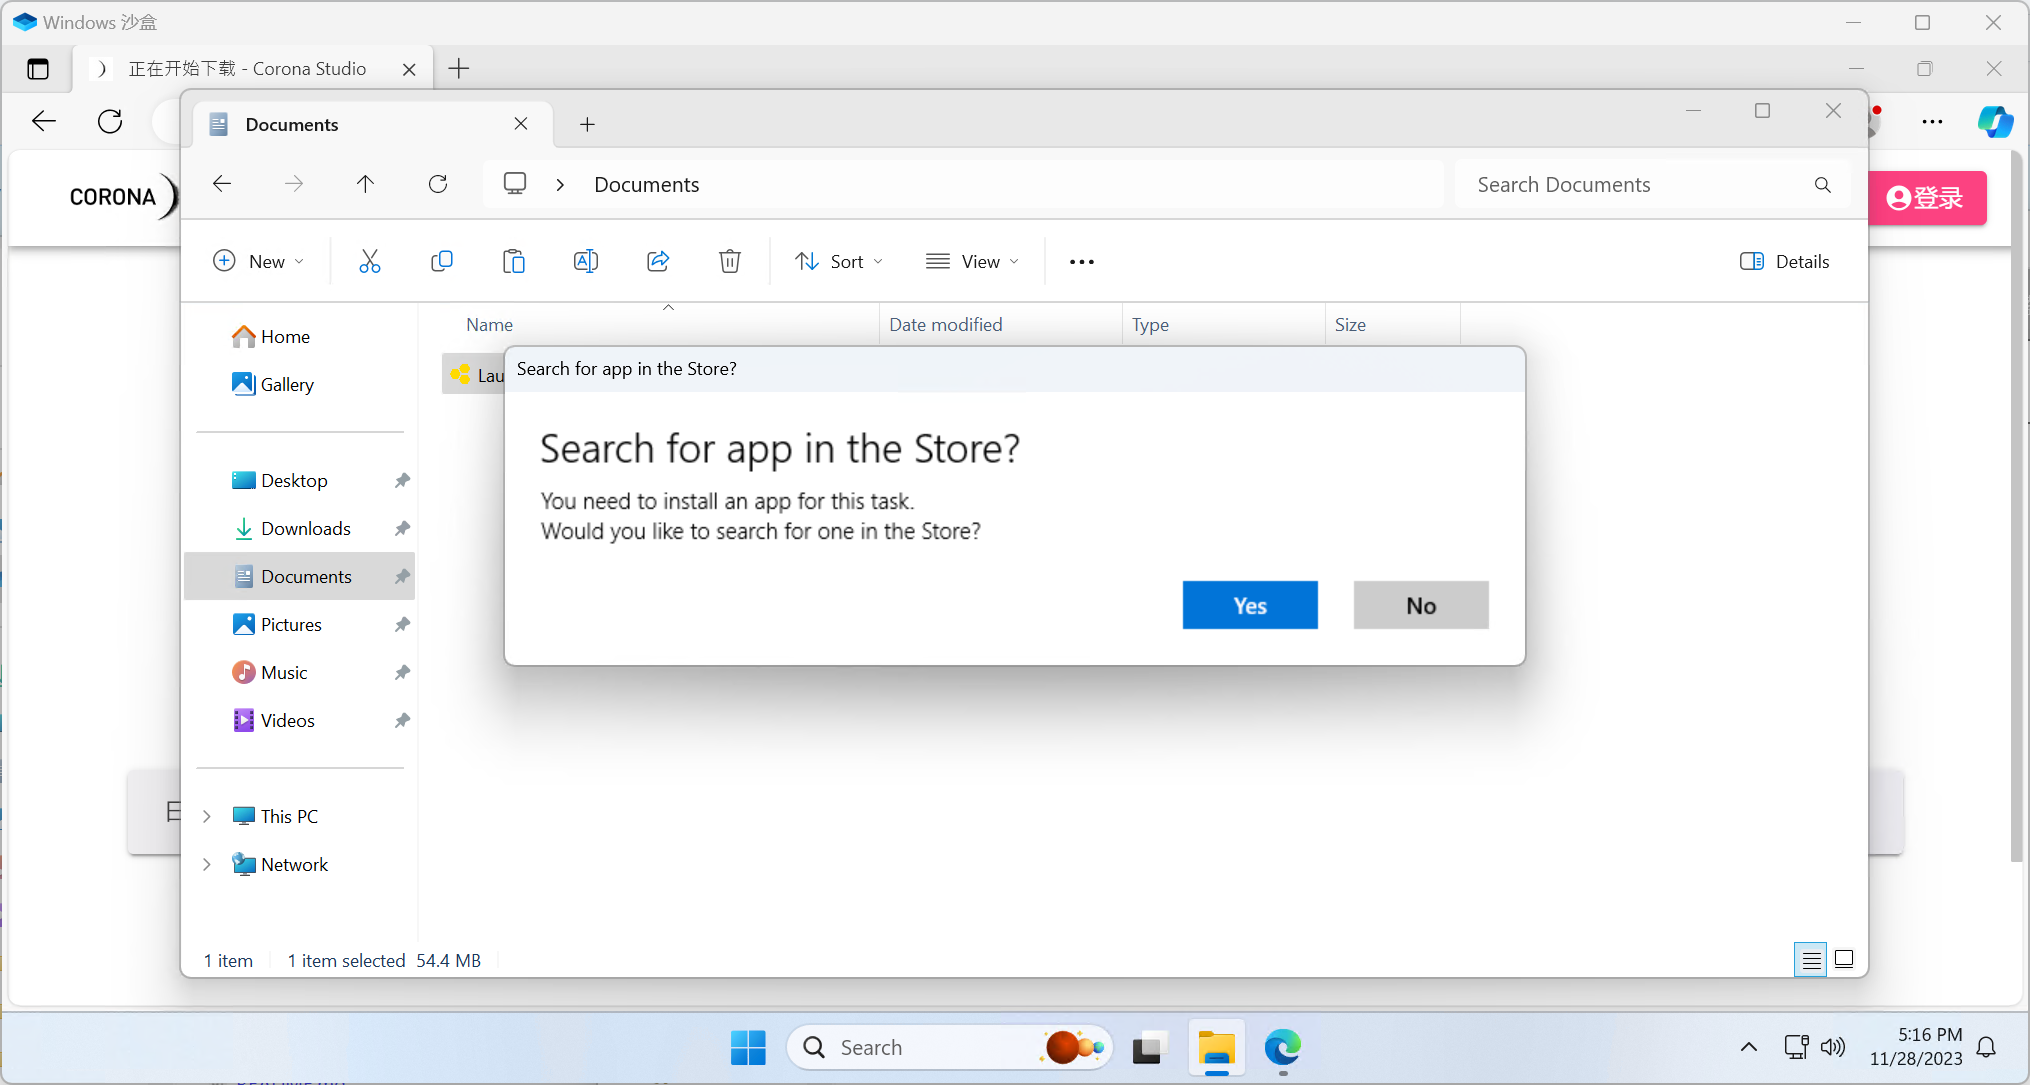 Windows 沙盒
正在开始下载 - Corona Studio
Documents
CORONA
Documents
Search Documents
登录
New
Sort
View
Details
Name
Date modified
Type
Size
Home
Gallery
Lau
Search for app in the Store?
Search for app in the Store?
You need to install an app for this task.
Would you like to search for one in the Store?
Yes
No
Desktop
Downloads
Documents
Pictures
Music
Videos
This PC
Network
1 item
1 item selected 54.4 MB
Search
5:16 PM
11/28/2023